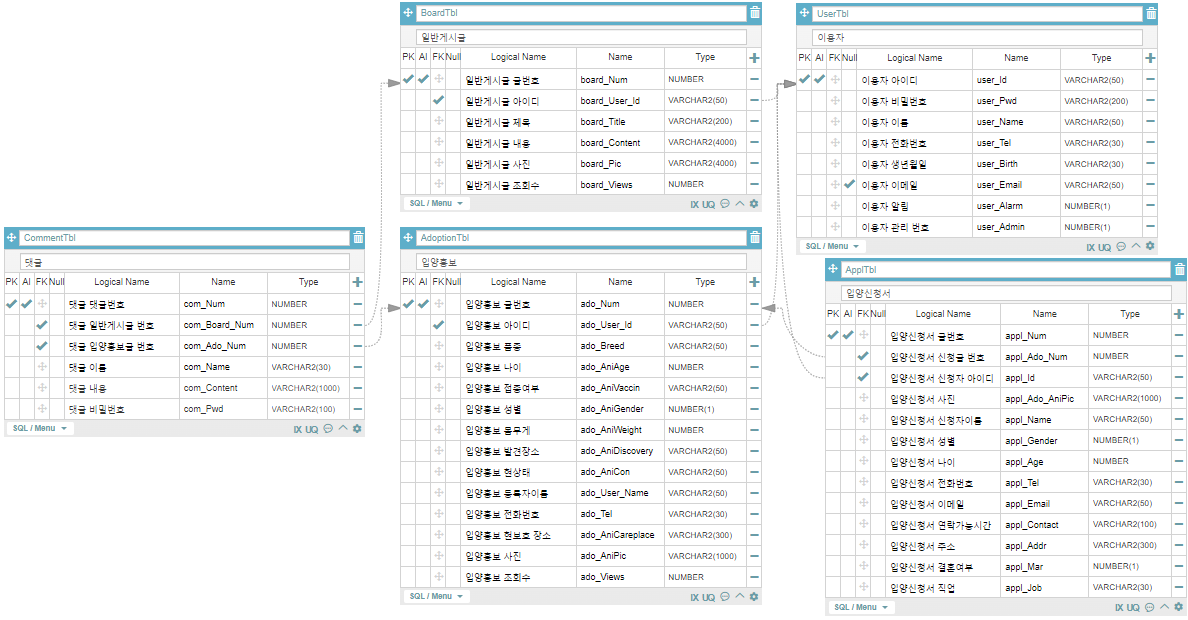 BoardTbl
일반게시글
PK AI FK Null Logical Name Name Type
일반게시글 글번호 board_Num NUMBER
일반게시글 아이디 board_User_Id VARCHAR2(50)
일반게시글 제목 board_Title VARCHAR2(200)
일반게시글 내용 board_Content VARCHAR2(4000)
일반게시글 사진 board_Pic VARCHAR2(4000)
일반게시글 조회수 board_Views NUMBER
SQL / Menu IX UQ
UserTbl
이용자
PK AI FK Null Logical Name Name Type
이용자 아이디 user_Id VARCHAR2(50)
이용자 비밀번호 user_Pwd VARCHAR2(200)
이용자 이름 user_Name VARCHAR2(50)
이용자 전화번호 user_Tel VARCHAR2(30)
이용자 생년월일 user_Birth VARCHAR2(30)
이용자 이메일 user_Email VARCHAR2(50)
이용자 알림 user_Alarm NUMBER(1)
이용자 관리 번호 user_Admin NUMBER(1)
SQL / Menu IX UQ
CommentTbl
댓글
PK AI FK Null Logical Name Name Type
댓글 댓글번호 com_Num NUMBER
댓글 일반게시글 번호 com_Board_Num NUMBER
댓글 입양홍보글 번호 com_Ado_Num NUMBER
댓글 이름 com_Name VARCHAR2(30)
댓글 내용 com_Content VARCHAR2(1000)
댓글 비밀번호 com_Pwd VARCHAR2(100)
SQL / Menu IX UQ
AdoptionTbl
입양홍보
PK AI FK Null Logical Name Name Type
입양홍보 글번호 ado_Num NUMBER
입양홍보 아이디 ado_User_Id VARCHAR2(50)
입양홍보 품종 ado_Breed VARCHAR2(50)
입양홍보 나이 ado_AniAge NUMBER
입양홍보 접종여부 ado_AniVaccin VARCHAR2(50)
입양홍보 성별 ado_AniGender NUMBER(1)
입양홍보 몸무게 ado_AniWeight NUMBER
입양홍보 발견장소 ado_AniDiscovery VARCHAR2(50)
입양홍보 현상태 ado_AniCon VARCHAR2(50)
입양홍보 등록자이름 ado_User_Name VARCHAR2(50)
입양홍보 전화번호 ado_Tel VARCHAR2(30)
입양홍보 현보호 장소 ado_AniCareplace VARCHAR2(300)
입양홍보 사진 ado_AniPic VARCHAR2(1000)
입양홍보 조회수 ado_Views NUMBER
SQL / Menu IX UQ
ApplTbl
입양신청서
PK AI FK Null Logical Name Name Type
입양신청서 글번호 appl_Num NUMBER
입양신청서 신청글 번호 appl_Ado_Num NUMBER
입양신청서 신청자 아이디 appl_Id VARCHAR2(50)
입양신청서 사진 appl_Ado_AniPic VARCHAR2(1000)
입양신청서 신청자이름 appl_Name VARCHAR2(50)
입양신청서 성별 appl_Gender NUMBER(1)
입양신청서 나이 appl_Age NUMBER
입양신청서 전화번호 appl_Tel VARCHAR2(30)
입양신청서 이메일 appl_Email VARCHAR2(50)
입양신청서 연락가능시간 appl_Contact VARCHAR2(100)
입양신청서 주소 appl_Addr VARCHAR2(300)
입양신청서 결혼여부 appl_Mar NUMBER(1)
입양신청서 직업 appl_Job VARCHAR2(30)
SQL / Menu IX UQ